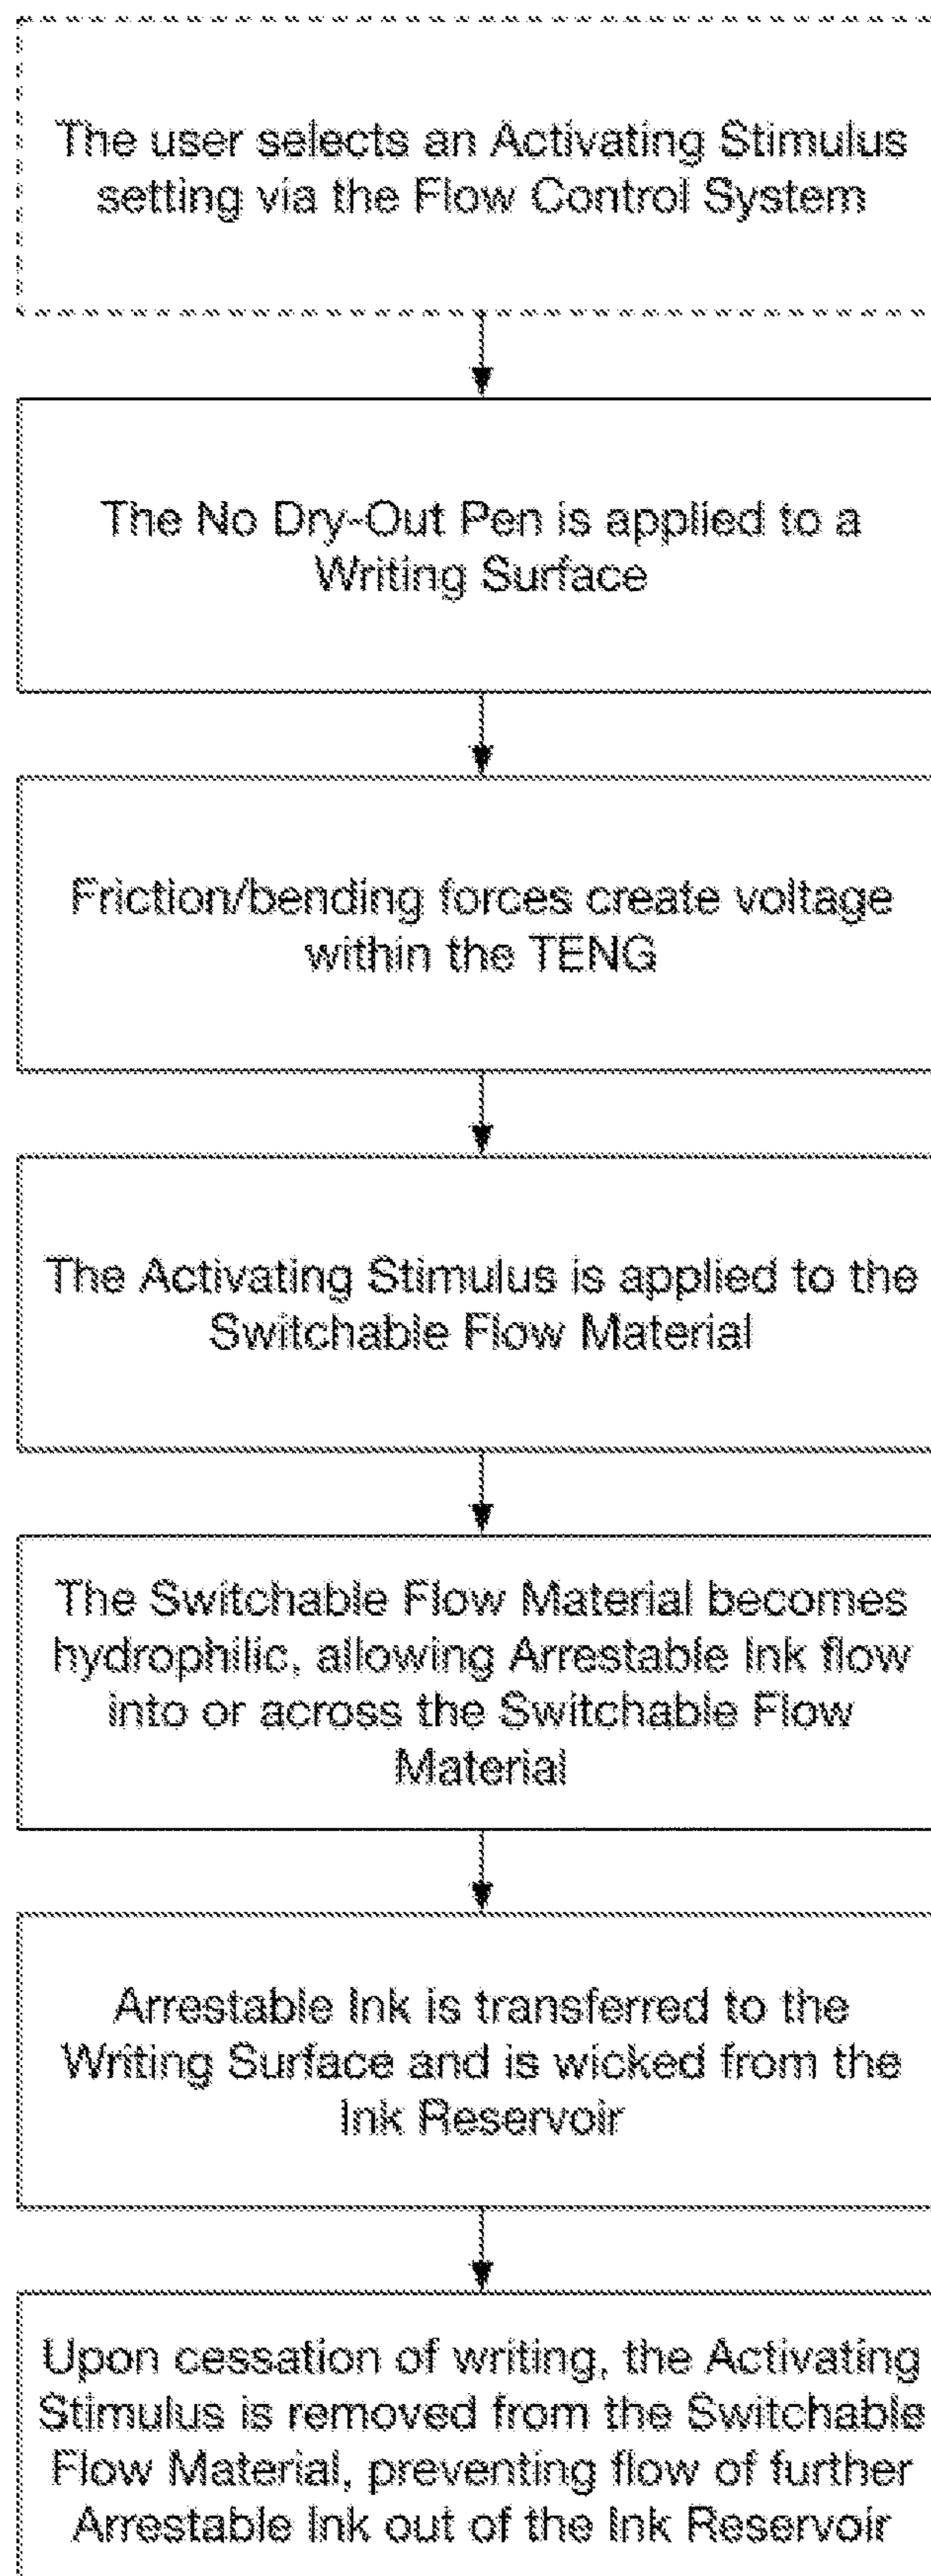 The user selects an Activating Stimulus
setting via the Flow Control System
The No Dry-Out Pen is applied to a
Writing Surface
Friction/bending forces create voltage
within the TENG
The Activating Stimulus is applied to the
Switchable Flow Material
The Switchable Flow Material becomes
hydrophilic, allowing Arrestable Ink flow
into or across the Switchable Flow
Material
Arrestable Ink is transferred to the
Writing Surface and is wicked from the
Ink Reservoir
Upon cessation of writing, the Activating
Stimulus is removed from the Switchable
Flow Material, preventing flow of further
Arrestable Ink out of the Ink Reservoir